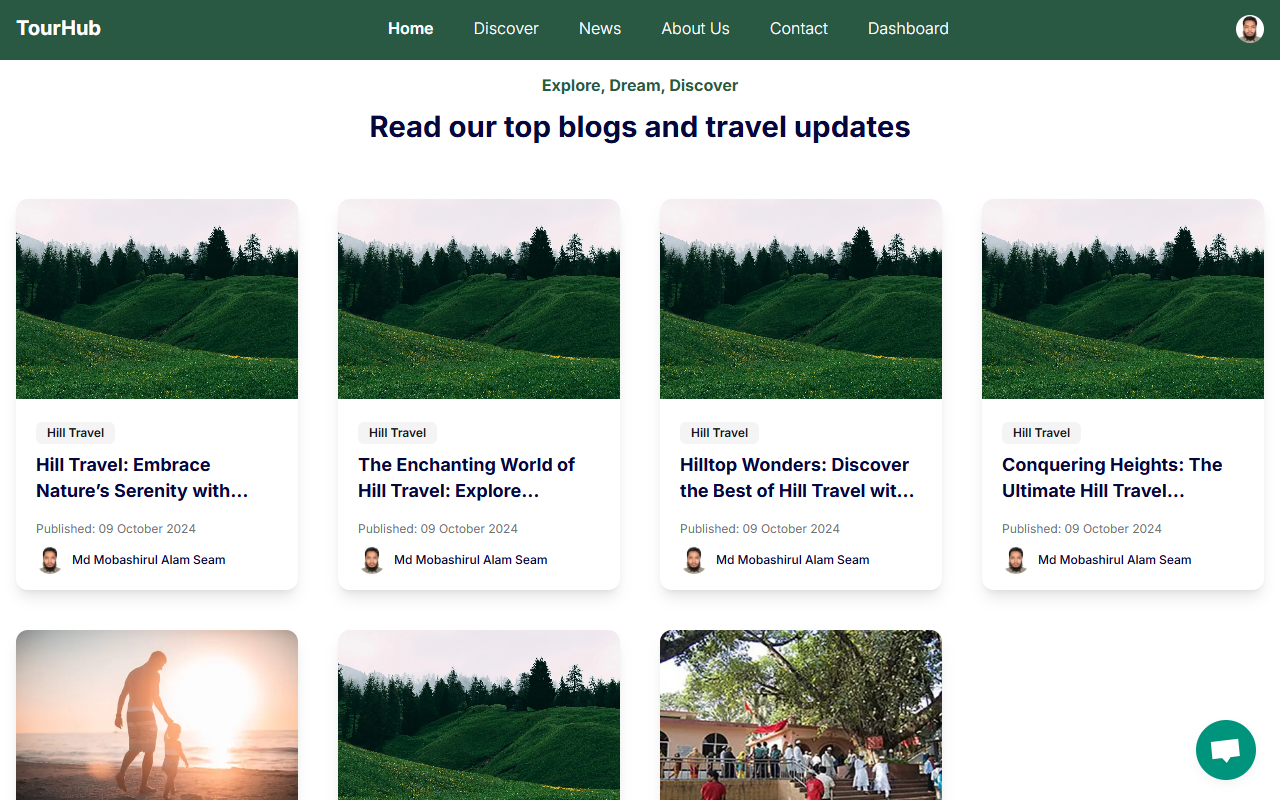 TourHub
Home
Discover
News
About Us
Contact
Dashboard
Explore, Dream, Discover
Read our top blogs and travel updates
Hill Travel
Hill Travel: Embrace
Nature’s Serenity with...
Published: 09 October 2024
Md Mobashirul Alam Seam
Hill Travel
The Enchanting World of
Hill Travel: Explore...
Published: 09 October 2024
Md Mobashirul Alam Seam
Hill Travel
Hilltop Wonders: Discover
the Best of Hill Travel wit...
Published: 09 October 2024
Md Mobashirul Alam Seam
Hill Travel
Conquering Heights: The
Ultimate Hill Travel...
Published: 09 October 2024
Md Mobashirul Alam Seam